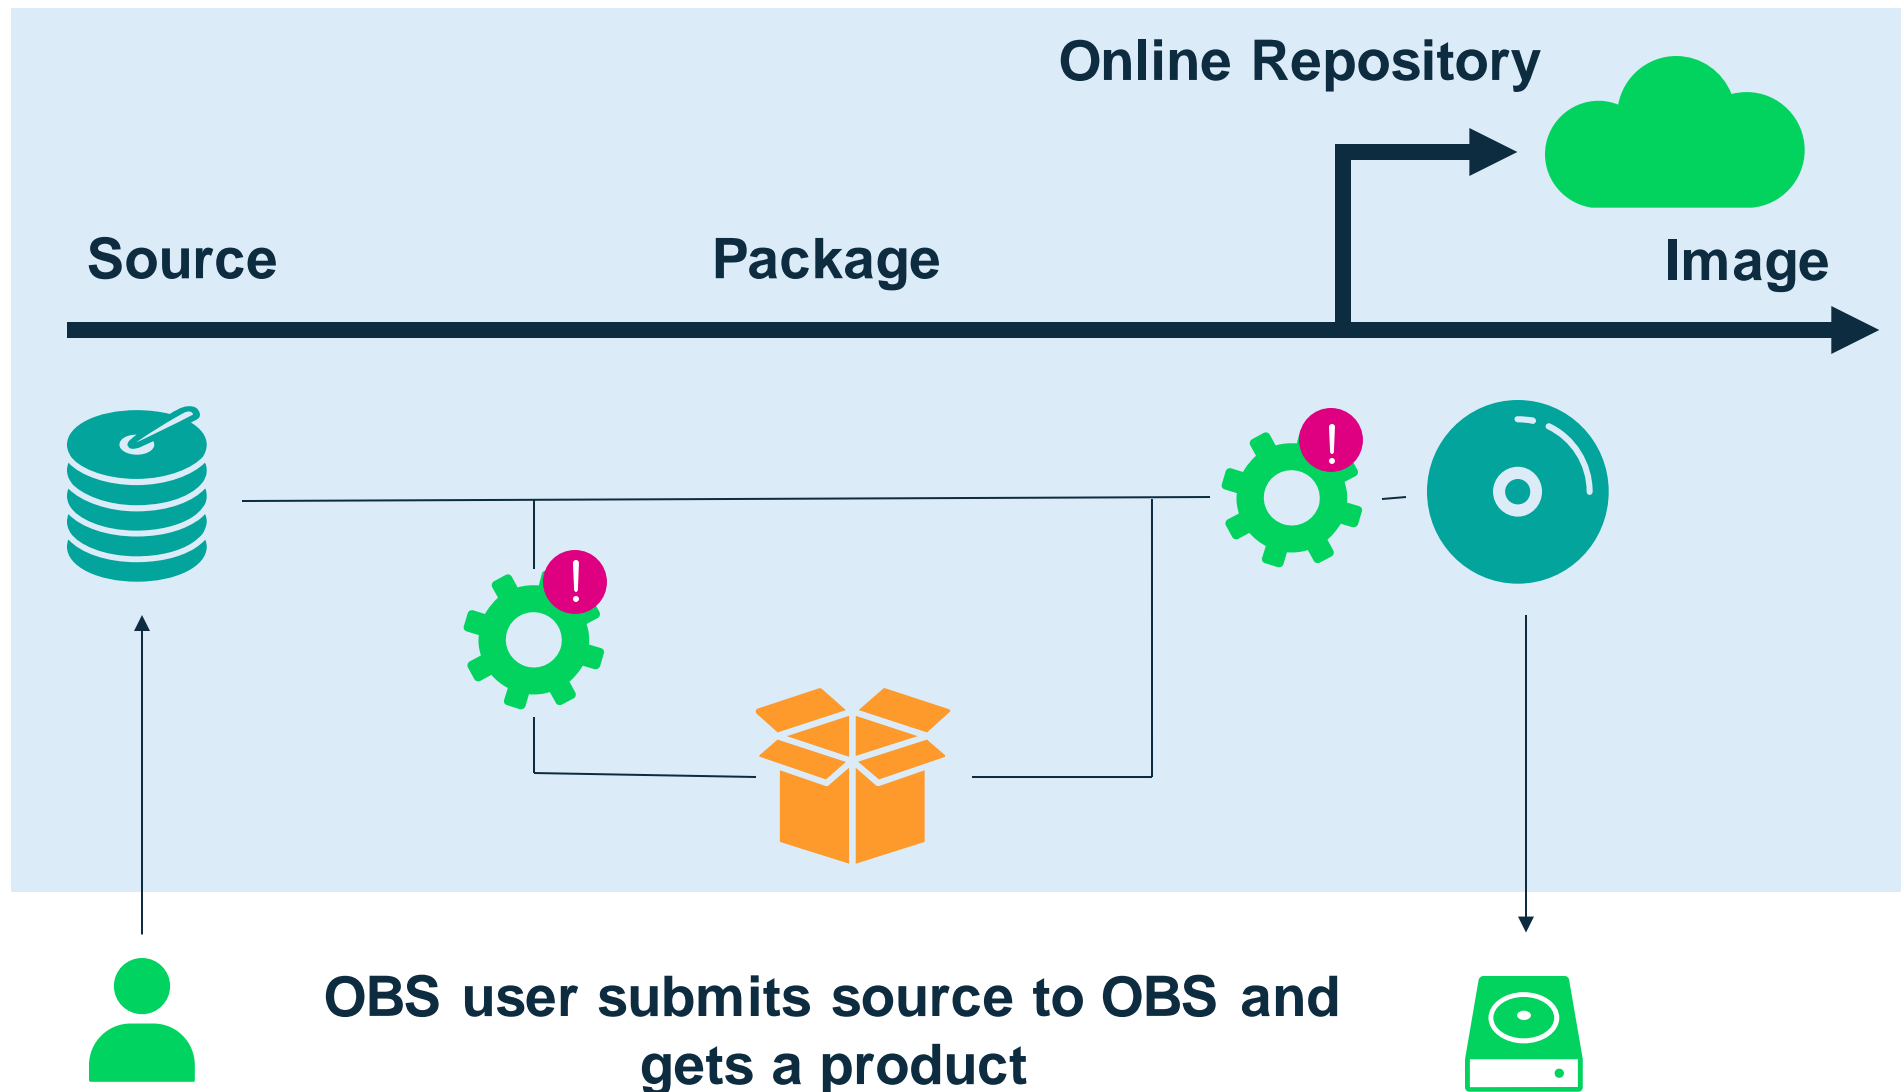 Online Repository
Source
Package
Image
!
!
OBS user submits source to OBS and
gets a product